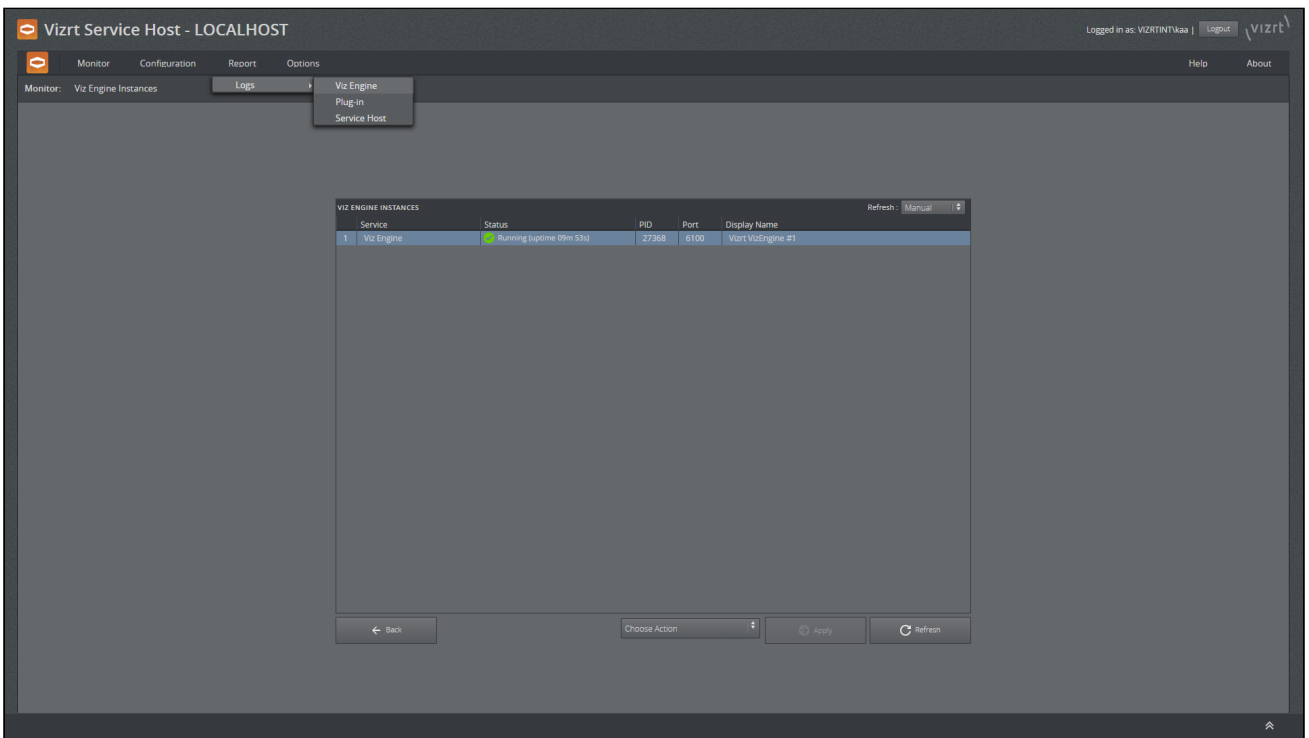 Vizrt Service Host - LOCALHOST
Logged in as: VIZRTINT\kaa | Logout vizrt
Monitor Configuration Report Options Help About
Monitor: Viz Engine Instances Logs Viz Engine
Plug-in
Service Host
VIZ ENGINE INSTANCES Refresh : Manual
Service Status PID Port Display Name
1 Viz Engine Running (uptime 09m 53s) 27368 6100 Vizrt VizEngine #1
Back Choose Action Apply Refresh